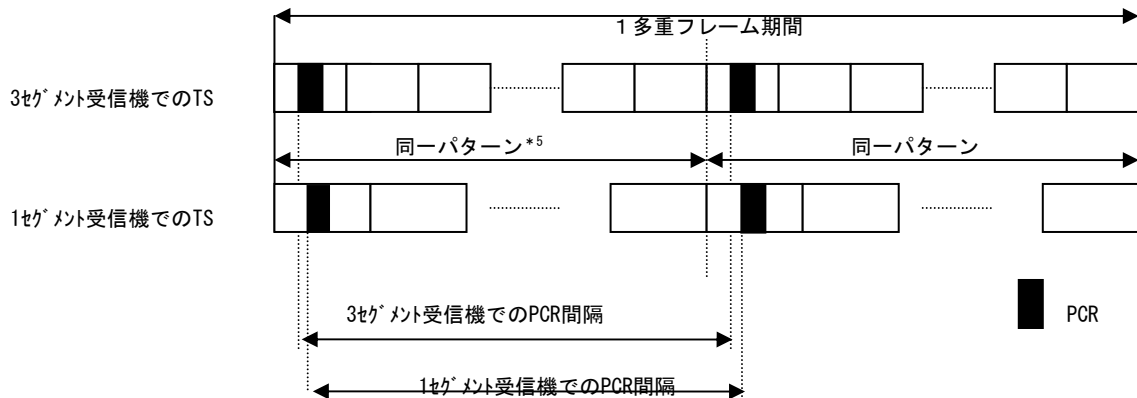 1多重フレーム期間
3ｾｸﾞﾒﾝﾄ受信機でのTS
同一パターン*5
同一パターン
1ｾｸﾞﾒﾝﾄ受信機でのTS
3ｾｸﾞﾒﾝﾄ受信機でのPCR間隔
PCR
1ｾｸﾞﾒﾝﾄ受信機でのPCR間隔